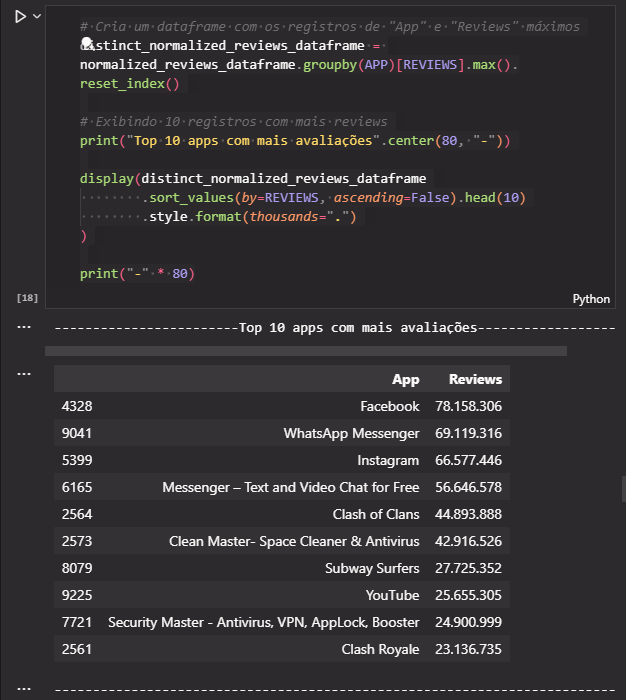 # Cria um dataframe com os registros de "App" e "Reviews" máximos
distinct_normalized_reviews_dataframe =
normalized_reviews_dataframe.groupby(APP)[REVIEWS].max().
reset_index()
# Exibindo 10 registros com mais reviews
print("Top 10 apps com mais avaliações".center(80, "-"))
display(distinct_normalized_reviews_dataframe
.sort_values(by=REVIEWS, ascending=False).head(10)
.style.format(thousands=".")
)
print("-" * 80)
[18]
Python
... ------------------------Top 10 apps com mais avaliações------------------
...
App Reviews
4328 Facebook 78.158.306
9041 WhatsApp Messenger 69.119.316
5399 Instagram 66.577.446
6165 Messenger – Text and Video Chat for Free 56.646.578
2564 Clash of Clans 44.893.888
2573 Clean Master- Space Cleaner & Antivirus 42.916.526
8079 Subway Surfers 27.725.352
9225 YouTube 25.655.305
7721 Security Master - Antivirus, VPN, AppLock, Booster 24.900.999
2561 Clash Royale 23.136.735
... -------------------------------------------------------------------------